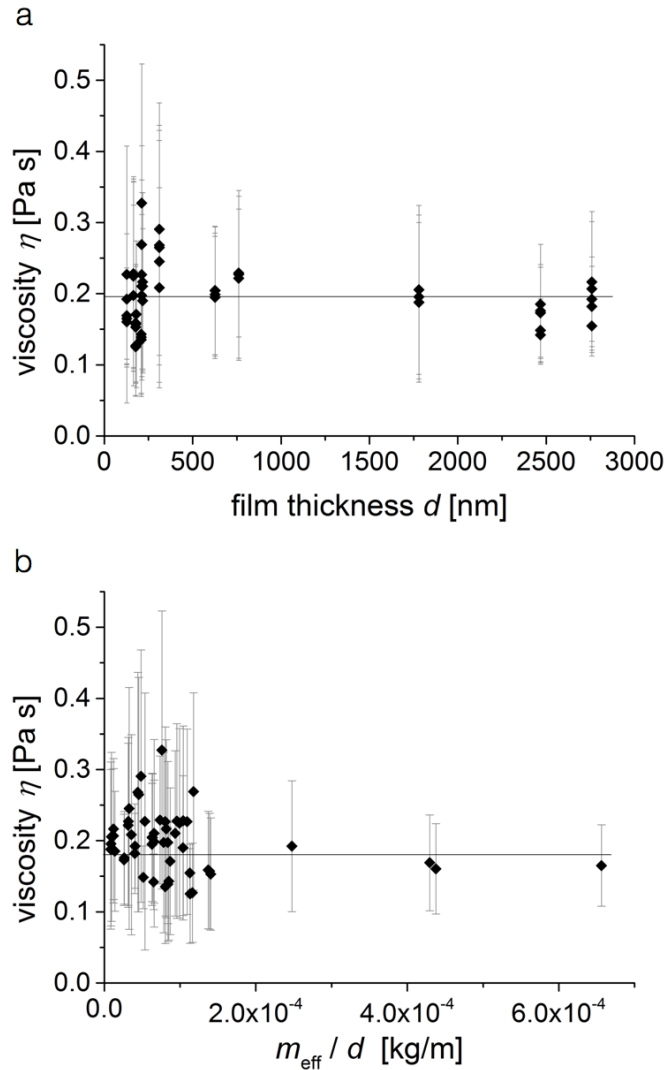 a
0.5
0.4
0.3
0.2
0.1
0.0
viscosity η [Pa s]
0 500 1000 1500 2000 2500 3000
film thickness d [nm]
b
0.5
0.4
0.3
0.2
0.1
0.0
viscosity η [Pa s]
0.0 2.0x10⁻⁴ 4.0x10⁻⁴ 6.0x10⁻⁴
m_eff / d [kg/m]